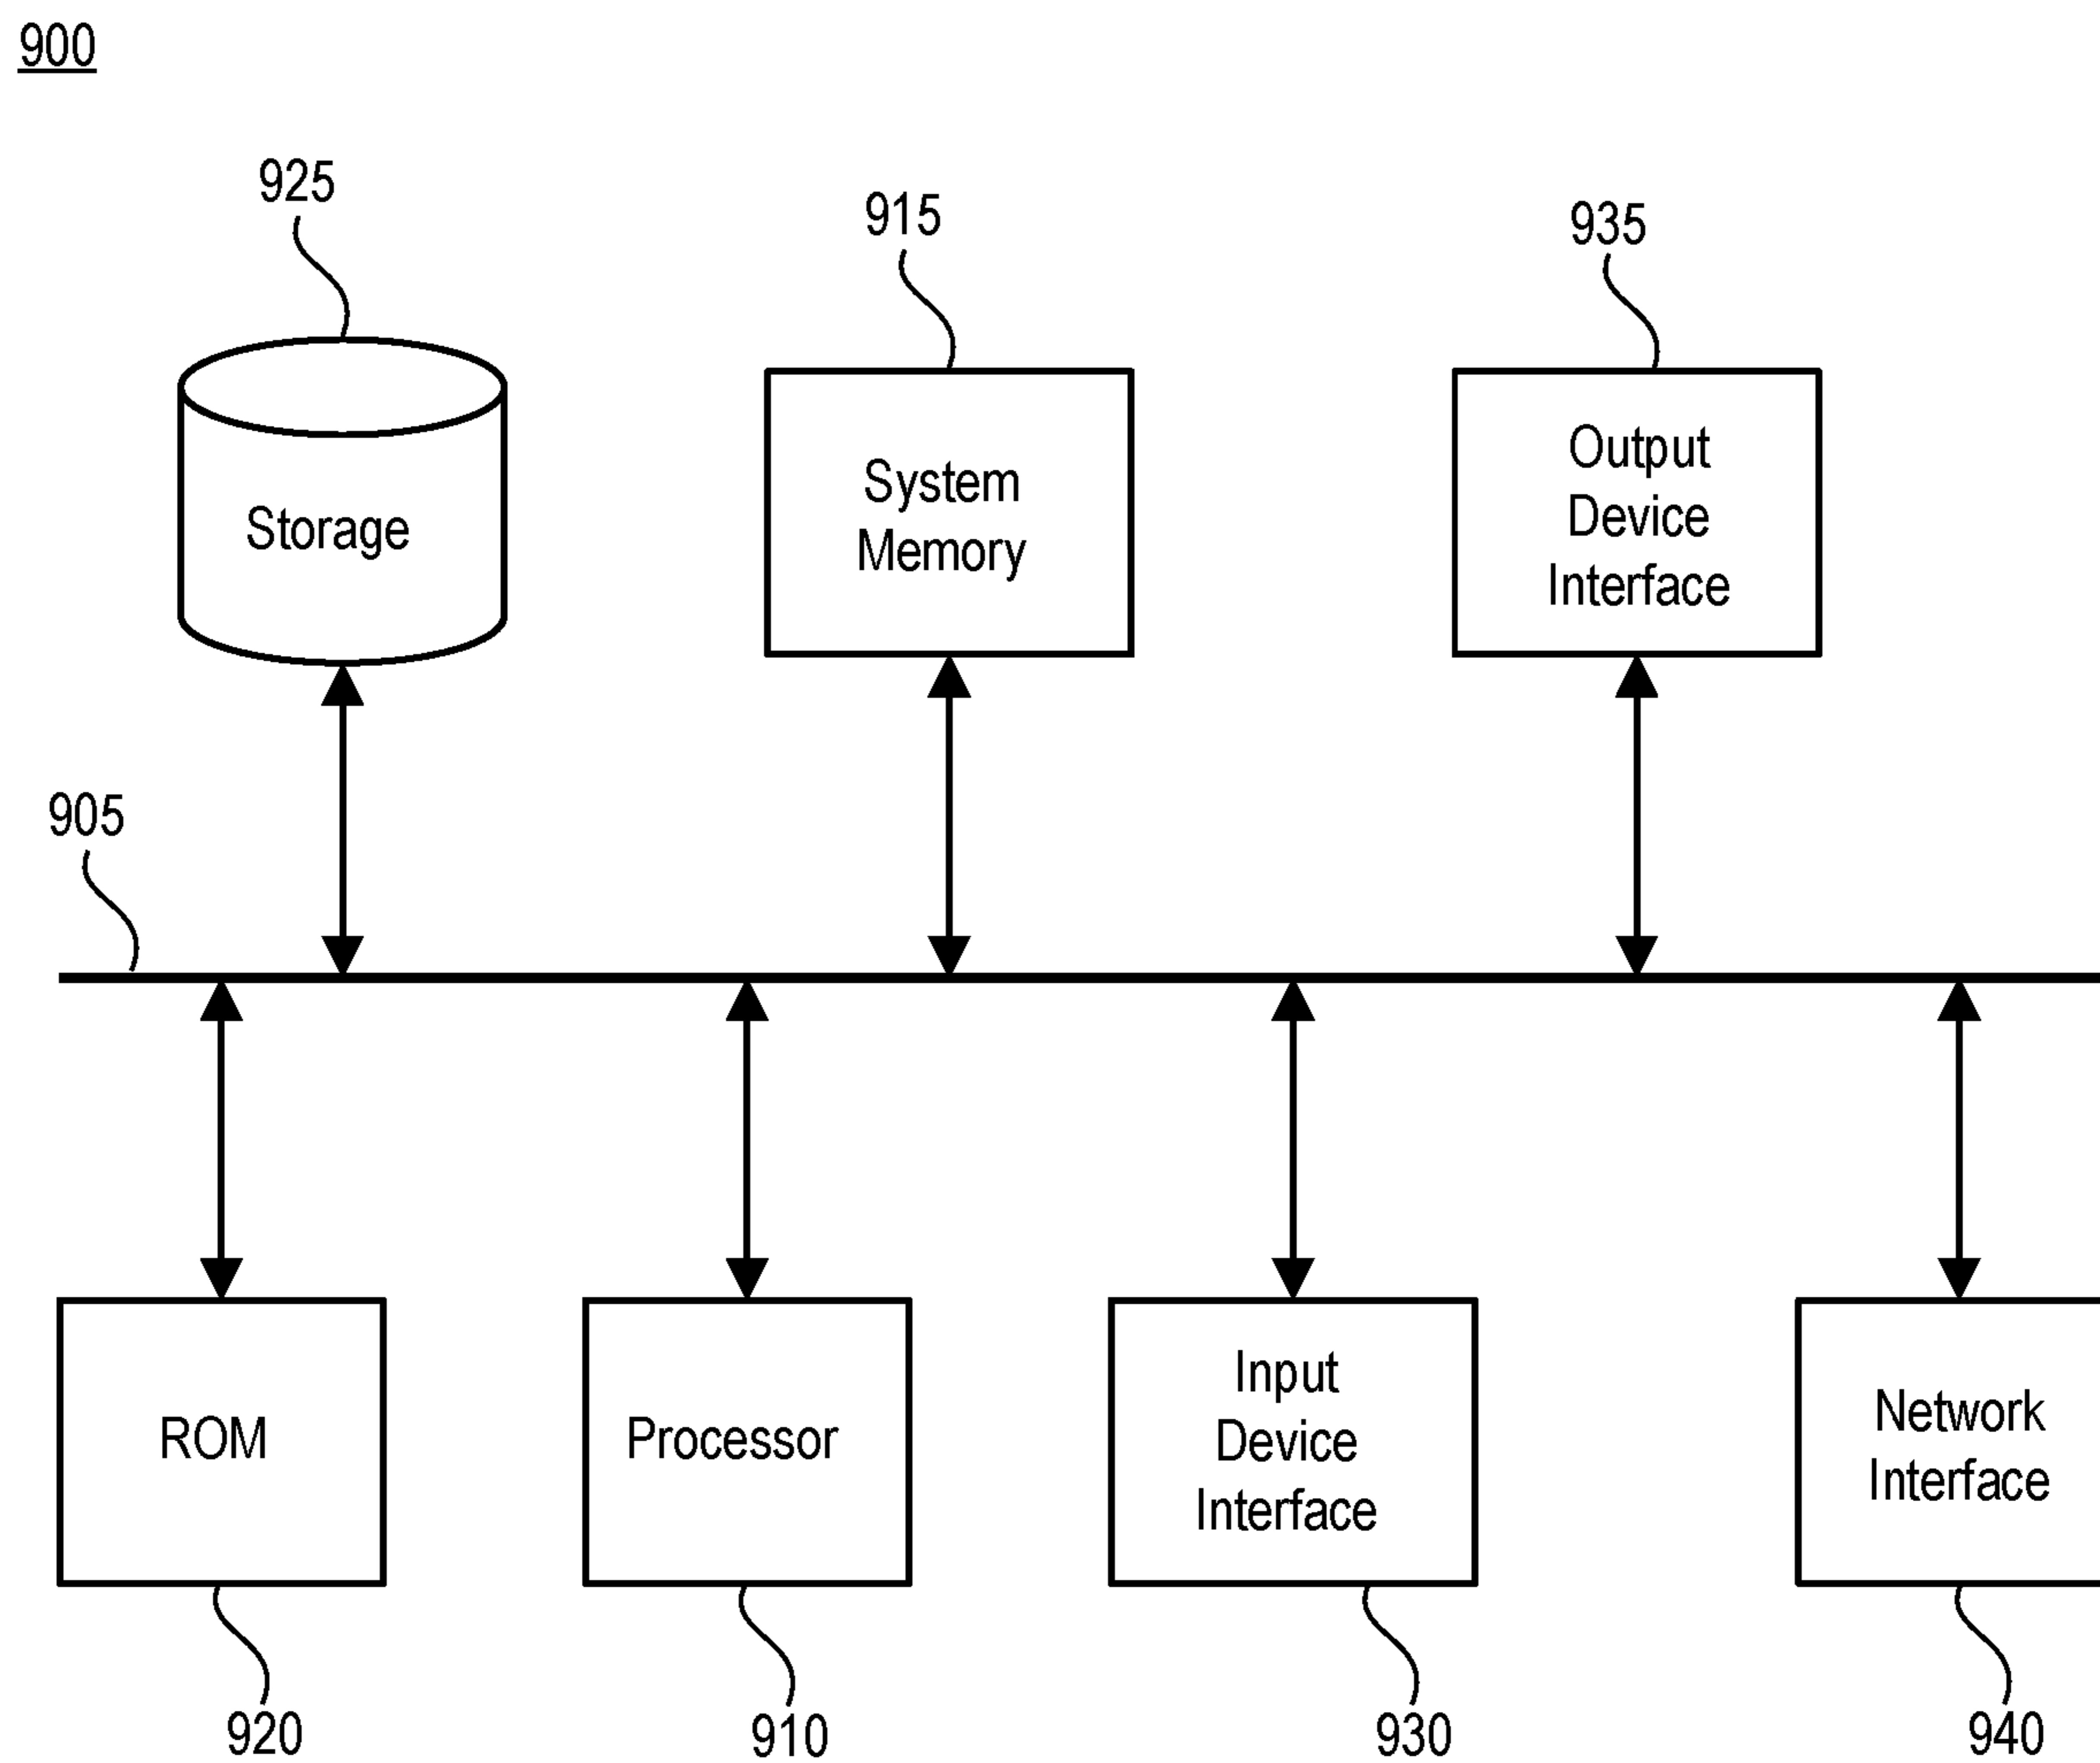 900
925
915
935
Storage
System
Memory
Output
Device
Interface
905
ROM
Processor
Input
Device
Interface
Network
Interface
920
910
930
940